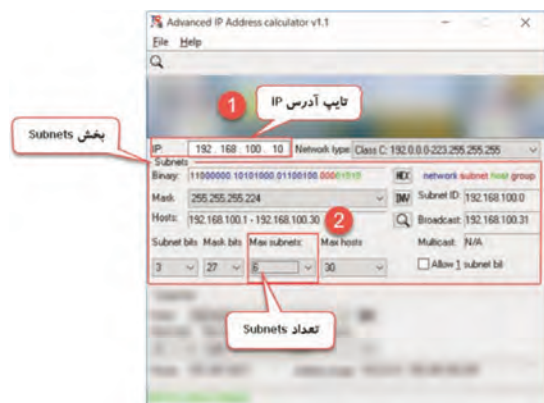 Advanced IP Address calculator v1.1
File Help
1
تایپ آدرس IP
بخش Subnets
IP: 192 . 168 . 100 . 10 Network type: Class C: 192.0.0.0-223.255.255.255
Subnets
Binary: 11000000.10101000.01100100.00001010 HEX network subnet host group
Mask 255.255.255.224 INV Subnet ID: 192.168.100.0
Hosts: 192.168.100.1 - 192.168.100.30 Broadcast: 192.168.100.31
2
Subnet bits Mask bits Max subnets: Max hosts Multicast: N/A
3 27 6 30 Allow 1 subnet bit
تعداد Subnets